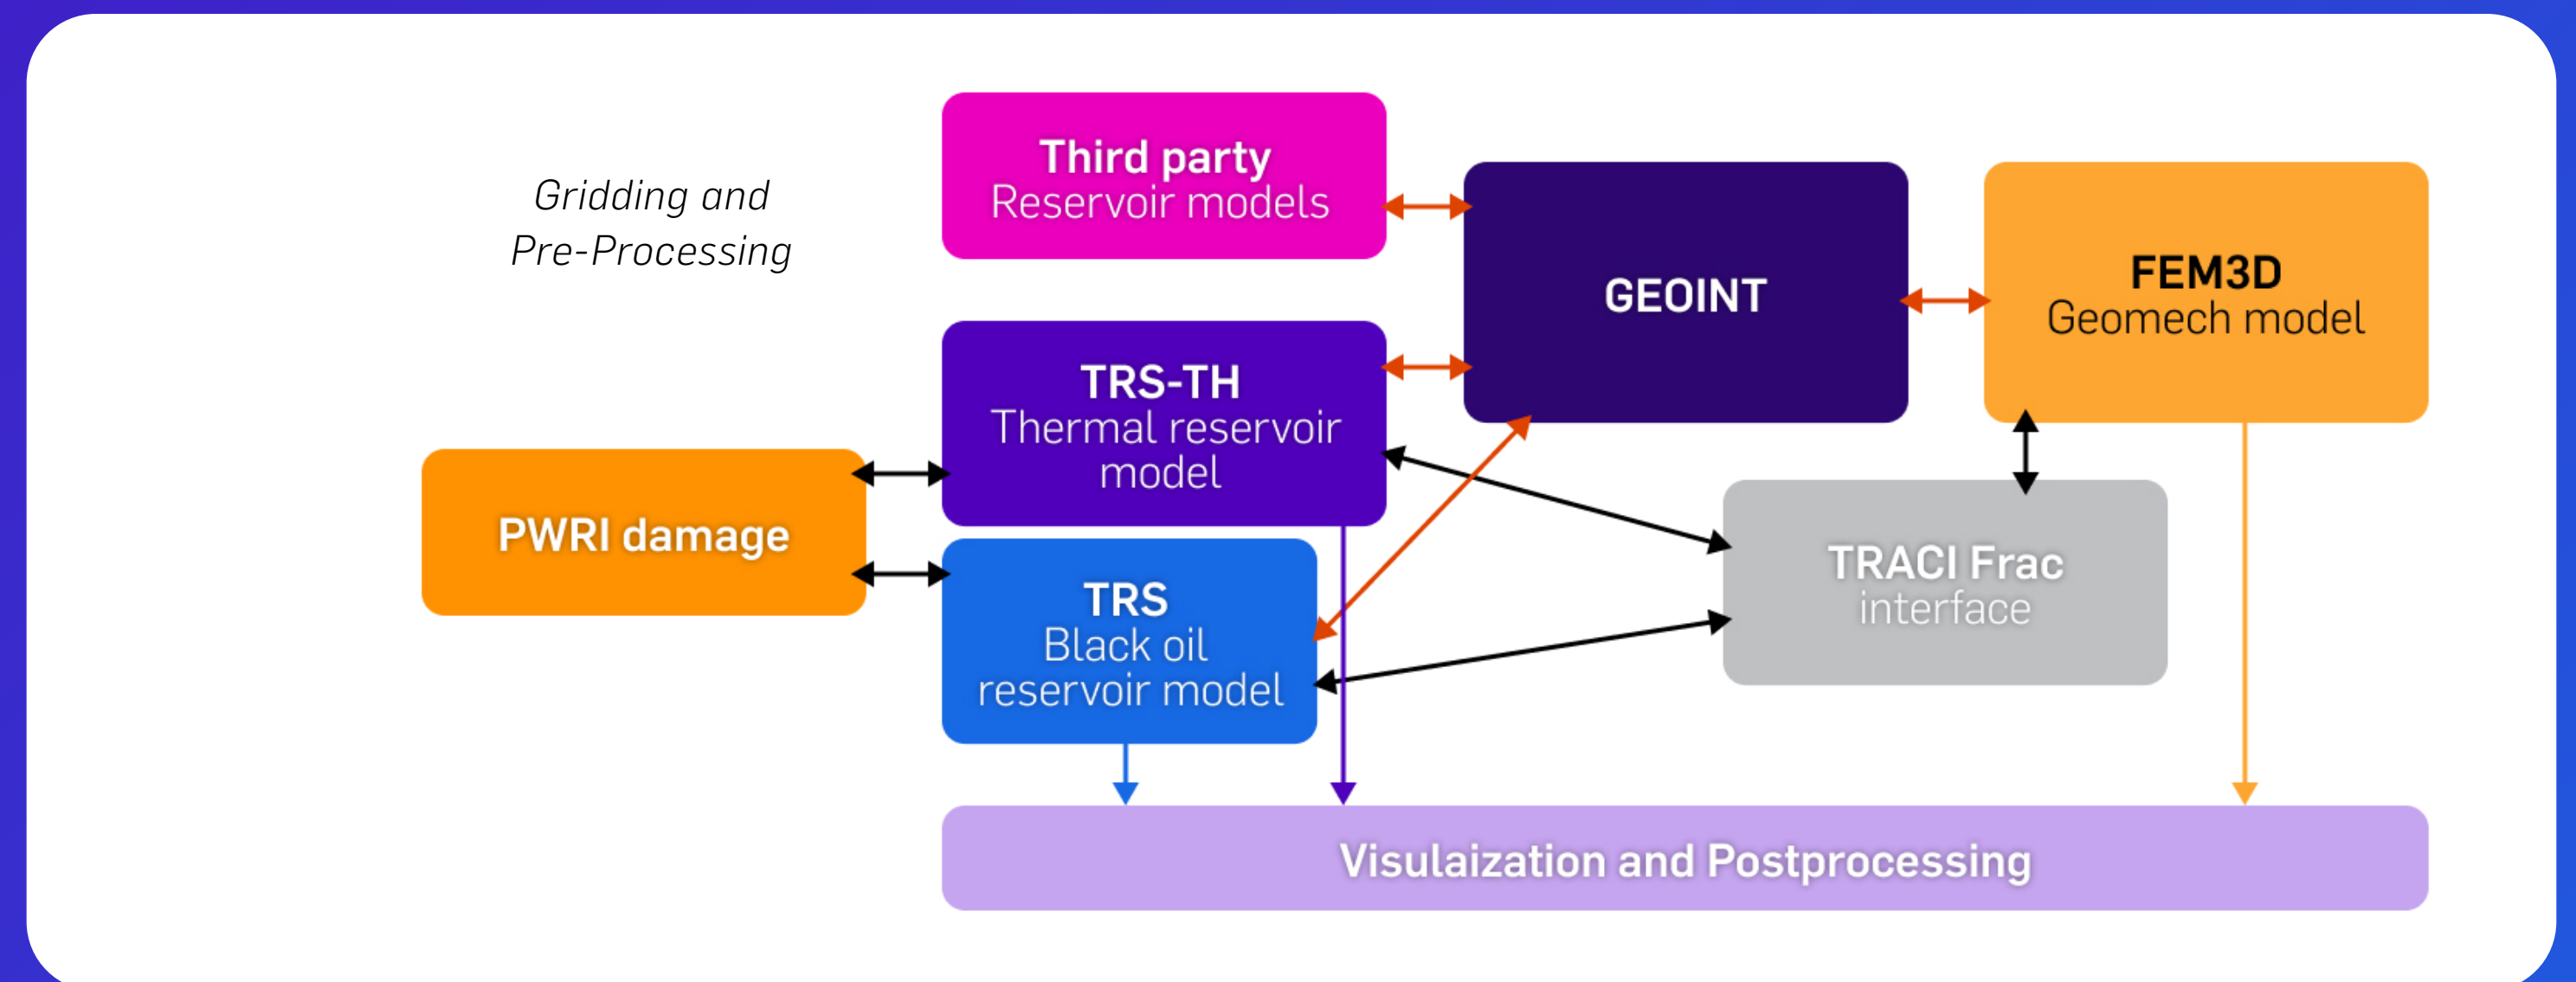 Gridding and
Pre-Processing
Third party
Reservoir models
GEOINT
FEM3D
Geomech model
TRS-TH
Thermal reservoir
model
PWRI damage
TRS
Black oil
reservoir model
TRACI Frac
interface
Visulaization and Postprocessing